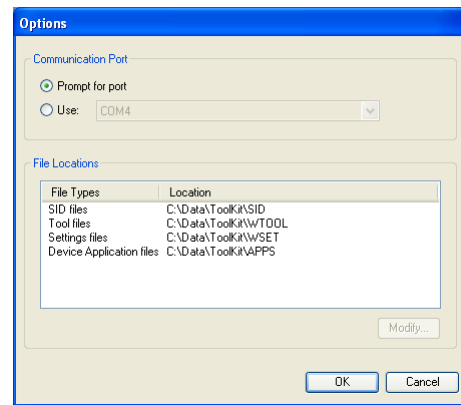 Options
Communication Port
Prompt for port
Use: COM4
File Locations
File Types Location
SID files C:\Data\ToolKit\SID
Tool files C:\Data\ToolKit\WTOOL
Settings files C:\Data\ToolKit\WSET
Device Application files C:\Data\ToolKit\APPS
Modify...
OK Cancel